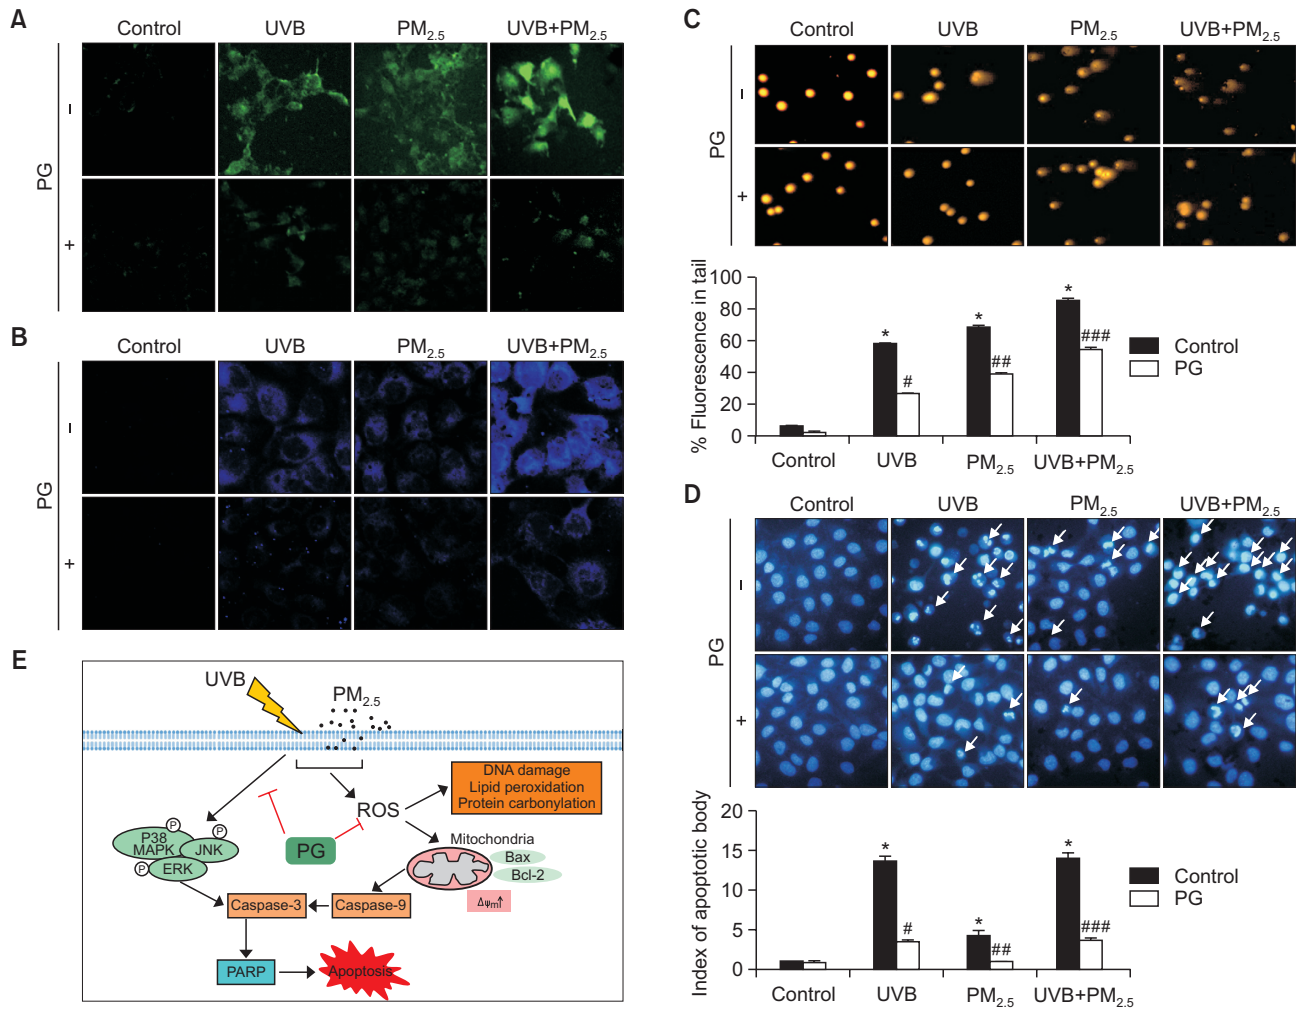 A
Control UVB PM2.5 UVB+PM2.5
PG
–
+
B
Control UVB PM2.5 UVB+PM2.5
PG
–
+
C
Control UVB PM2.5 UVB+PM2.5
PG
–
+
% Fluorescence in tail
100
80
60
40
20
0
* # * ## * ###
Control
PG
Control UVB PM2.5 UVB+PM2.5
D
Control UVB PM2.5 UVB+PM2.5
PG
–
+
Index of apoptotic body
20
15
10
5
0
* # * ## * ###
Control
PG
Control UVB PM2.5 UVB+PM2.5
E
UVB
PM2.5
DNA damage
Lipid peroxidation
Protein carbonylation
ROS
P
P38
MAPK
P
JNK
P
ERK
PG
Mitochondria
Bax
Bcl-2
Δψm↑
Caspase-3
Caspase-9
PARP
Apoptosis